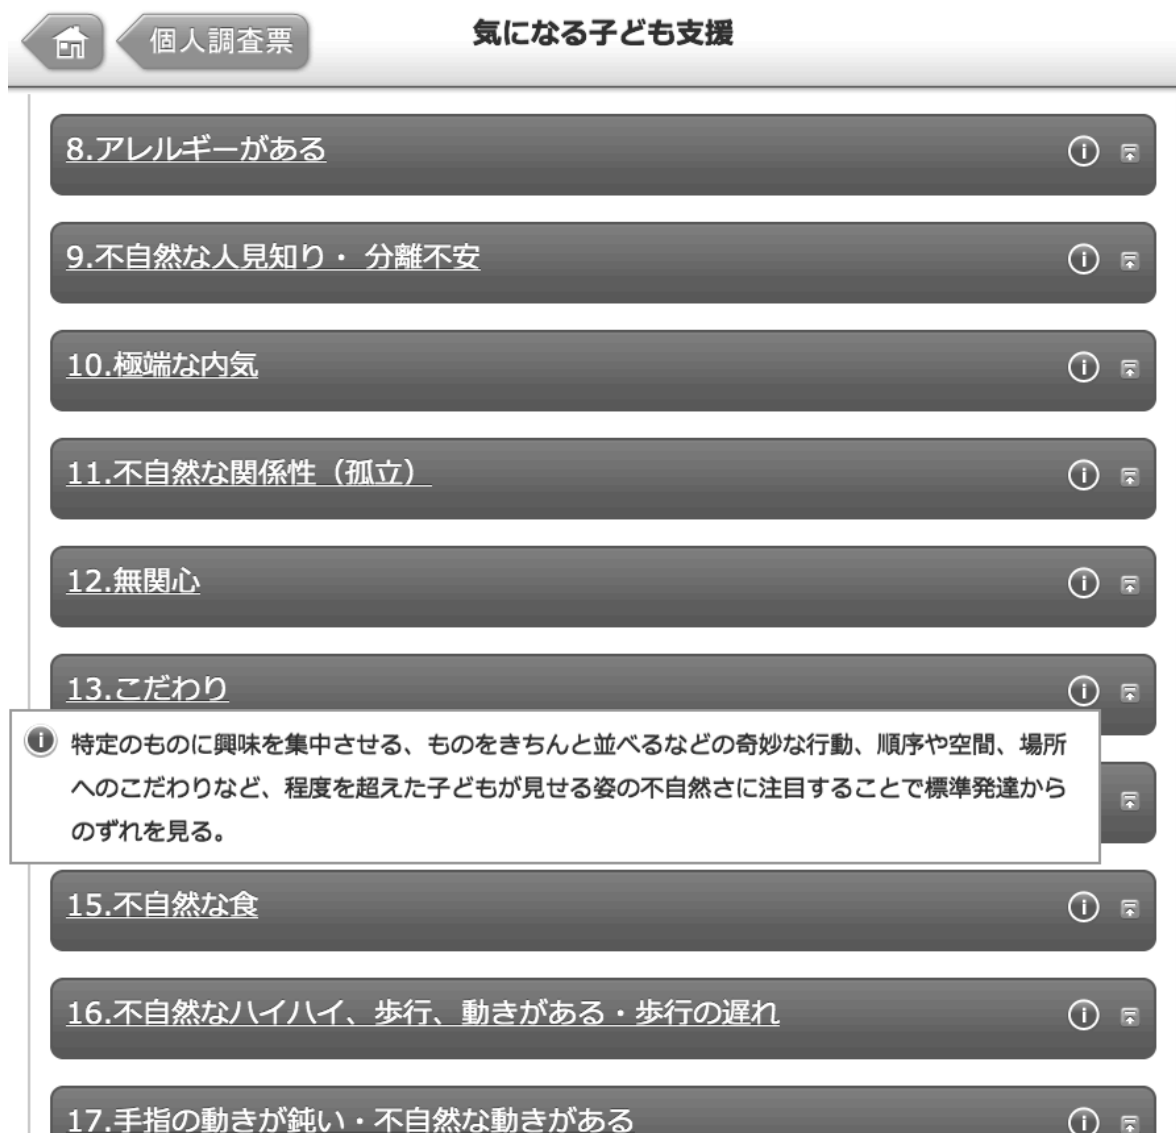 個人調査票
気になる子ども支援
8.アレルギーがある
9.不自然な人見知り・ 分離不安
10.極端な内気
11.不自然な関係性（孤立）
12.無関心
13.こだわり
特定のものに興味を集中させる、ものをきちんと並べるなどの奇妙な行動、順序や空間、場所
へのこだわりなど、程度を超えた子どもが見せる姿の不自然さに注目することで標準発達から
のずれを見る。
15.不自然な食
16.不自然なハイハイ、歩行、動きがある・歩行の遅れ
17.手指の動きが鈍い・不自然な動きがある